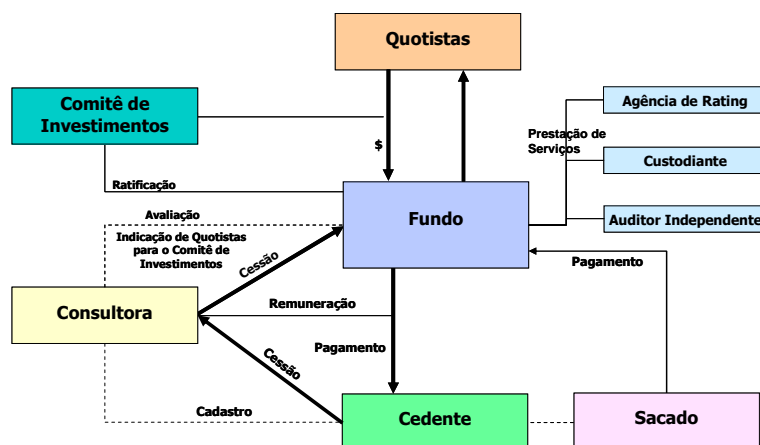 Quotistas
Comitê de
Investimentos
Agência de Rating
Prestação de
Serviços
$
Custodiante
Ratificação
Avaliação
Fundo
Auditor Independente
Indicação de Quotistas
para o Comitê de
Investimentos
Cessão
Pagamento
Consultora
Remuneração
Pagamento
Cessão
Cadastro
Cedente
Sacado